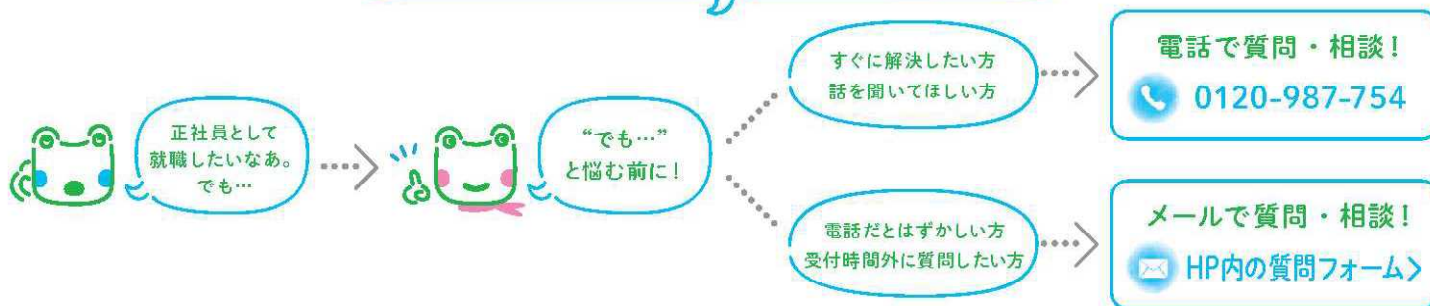 正社員として
就職したいなあ。
でも…
“でも…”
と悩む前に!
すぐに解決したい方
話を聞いてほしい方
電話で質問・相談!
0120-987-754
電話だとはずかしい方
受付時間外に質問したい方
メールで質問・相談!
HP内の質問フォーム>